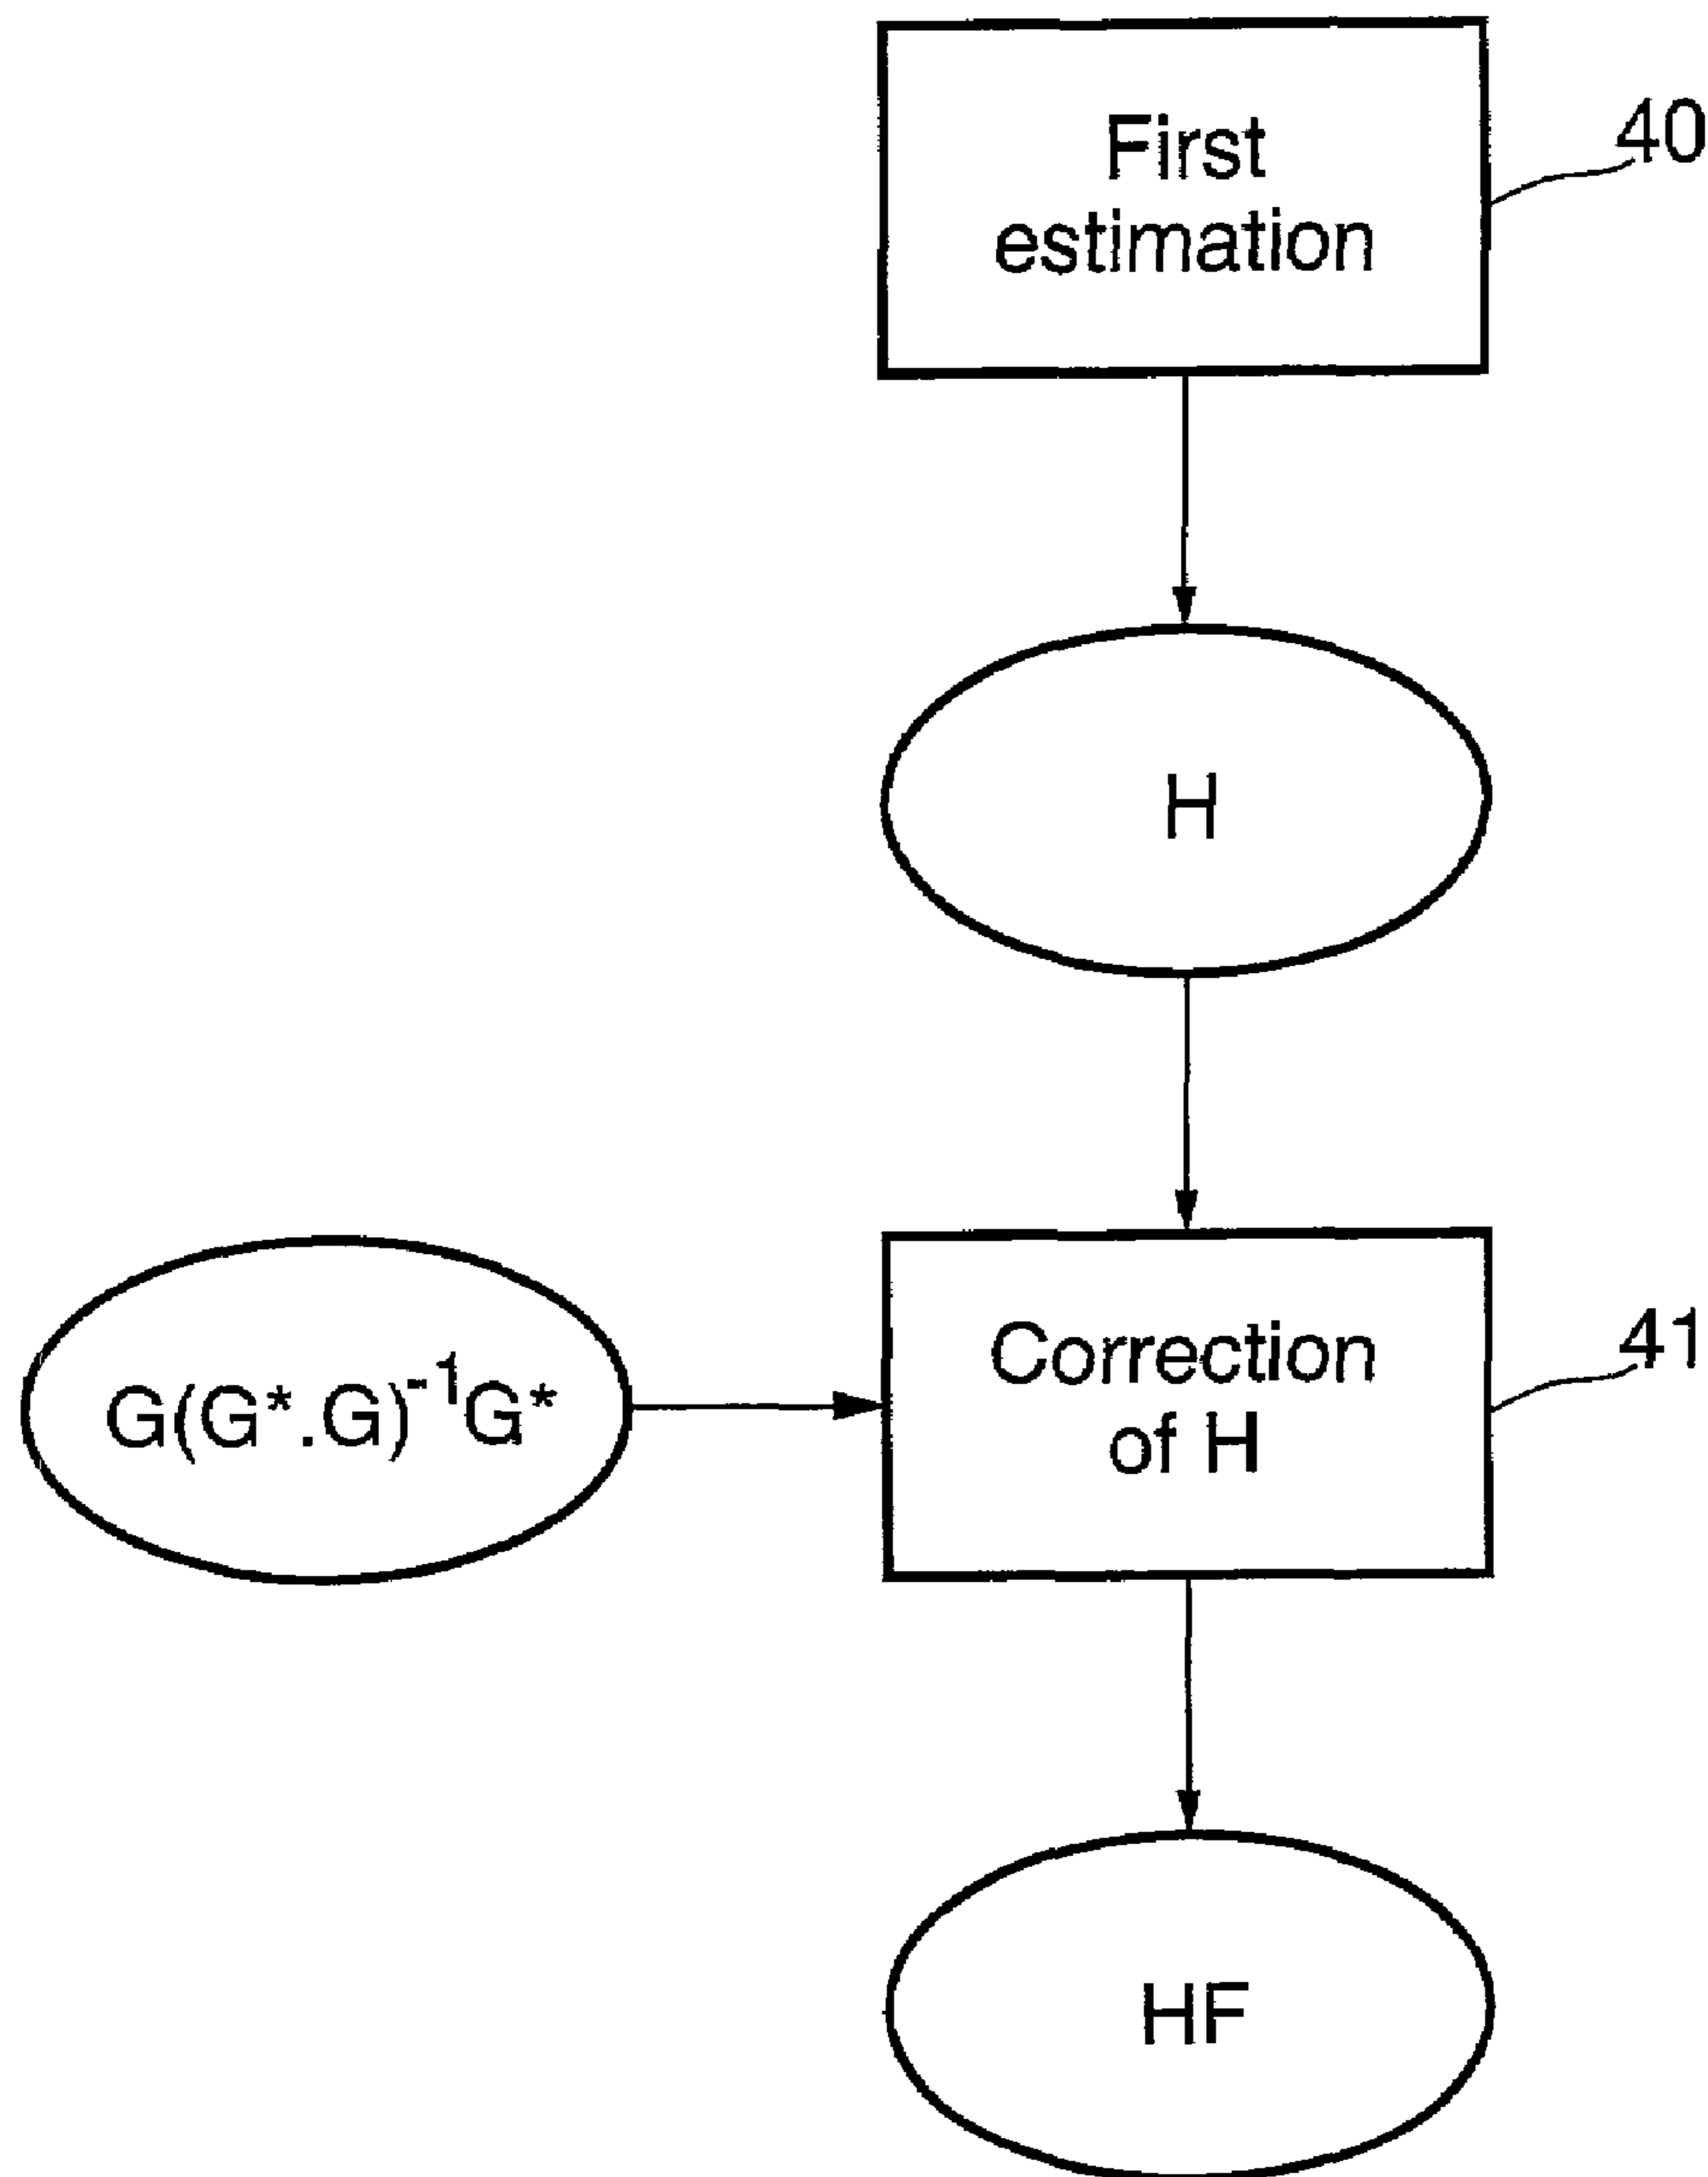 First
estimation
40
H
G(G*.G)⁻¹G*
Correction
of H
41
HF